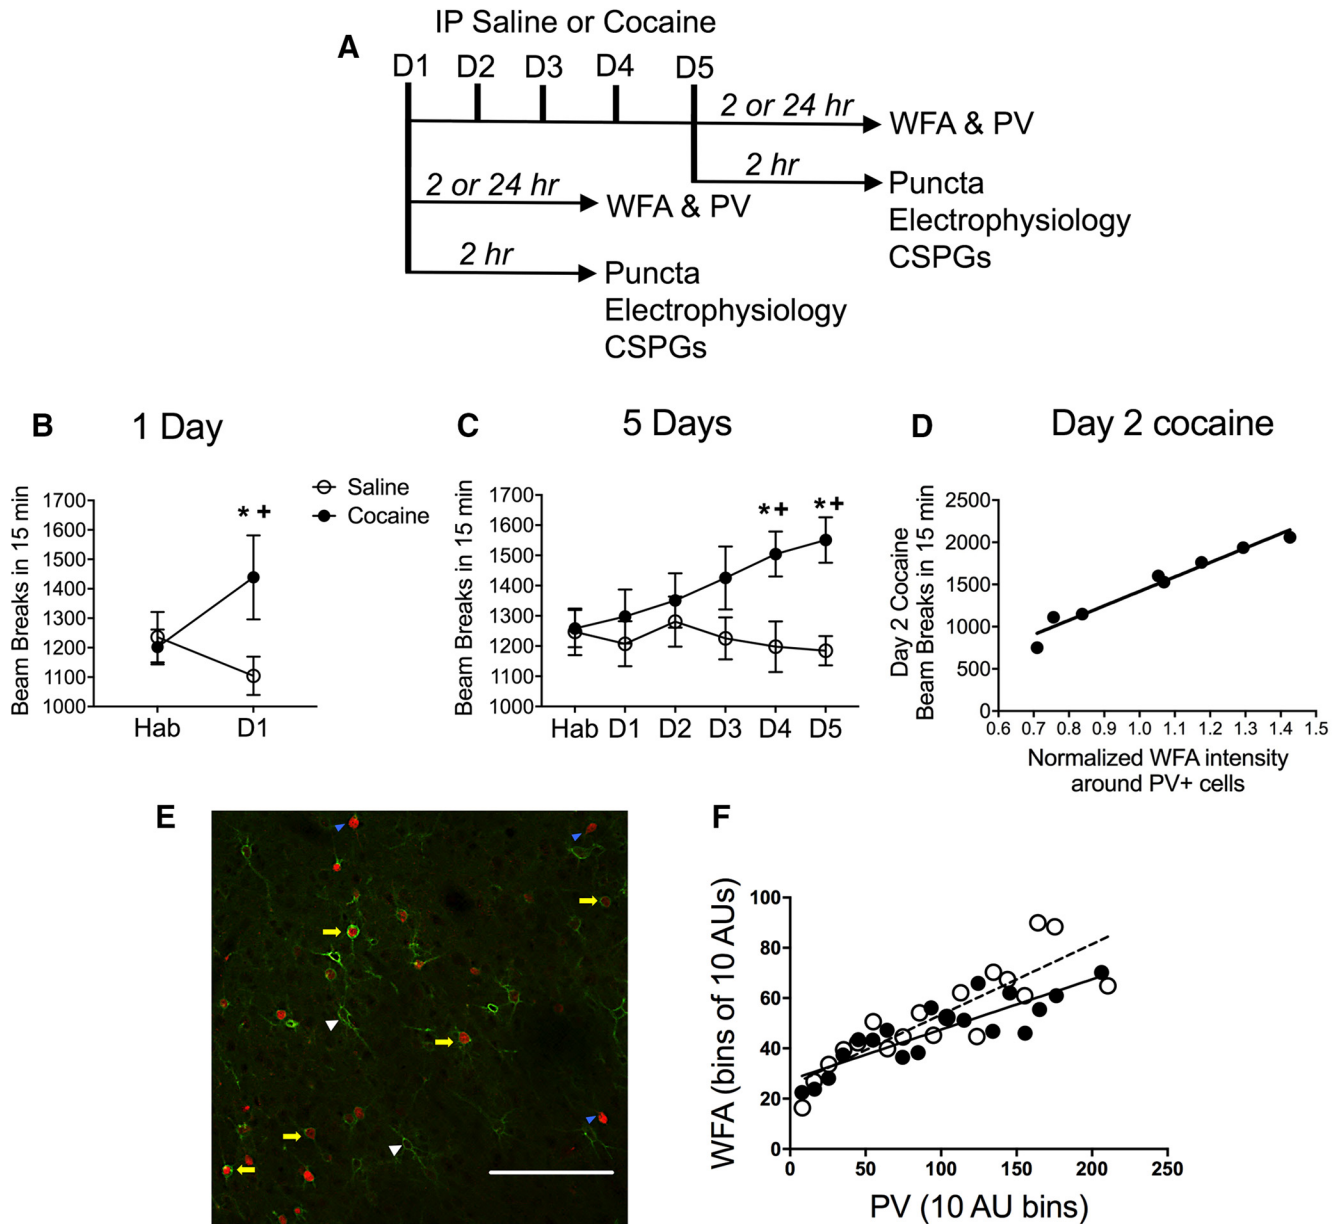 A
IP Saline or Cocaine
D1 D2 D3 D4 D5
2 or 24 hr
WFA & PV
2 hr
Puncta
Electrophysiology
CSPGs
2 or 24 hr
WFA & PV
2 hr
Puncta
Electrophysiology
CSPGs
B
1 Day
Beam Breaks in 15 min
1700
1600
1500
1400
1300
1200
1100
1000
* +
Hab D1
Saline
Cocaine
C
5 Days
Beam Breaks in 15 min
1700
1600
1500
1400
1300
1200
1100
1000
*+ *+
Hab D1 D2 D3 D4 D5
D
Day 2 cocaine
Day 2 Cocaine
Beam Breaks in 15 min
2500
2000
1500
1000
500
0
0.6 0.7 0.8 0.9 1.0 1.1 1.2 1.3 1.4 1.5
Normalized WFA intensity
around PV+ cells
E
F
WFA (bins of 10 AUs)
100
80
60
40
20
0
0 50 100 150 200 250
PV (10 AU bins)